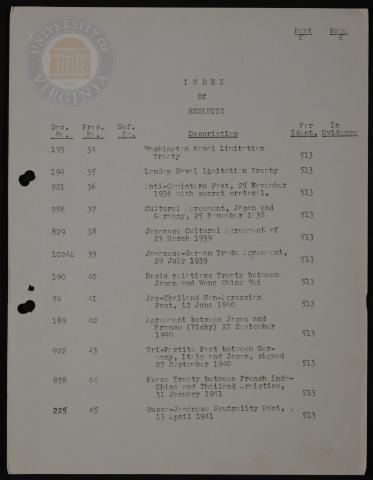 UNIVERSITY OF VIRGINIA
Page
INDEX
Of
EXHIBITS
Doc. Pros. Def. For In
No. No. No. Description Ident. Evidence
193 34 Washington Naval Limitation
Treaty 513
194 35 London Naval Limitation Treaty 513
921 36 Anti-Comintern Pact, 25 November
1936 with secret protocol. 513
956 37 Cultural Agreement, Japan and
Germany, 25 November 1938 513
829 38 Japanese Cultural Agreement of
23 March 1939 513
1024A 39 Japanese-German Trade Agreement,
29 July 1939 513
190 40 Basic relations Treaty between
Japan and Wang Ching Wei 513
74 41 Jap-Thailand Non-Agression
Pact, 12 June 1940 513
189 42 Agreement between Japan and
France (Vichy) 22 September
1940 513
922 43 Tri-Partite Pact between Ger-
many, Italy and Japan, signed
27 September 1940 513
858 44 Peace Treaty between French Indo-
China and Thailand Armistice,
31 January 1941 513
225 45 Russo-Japanese Neutrality Pact,
13 April 1941 513